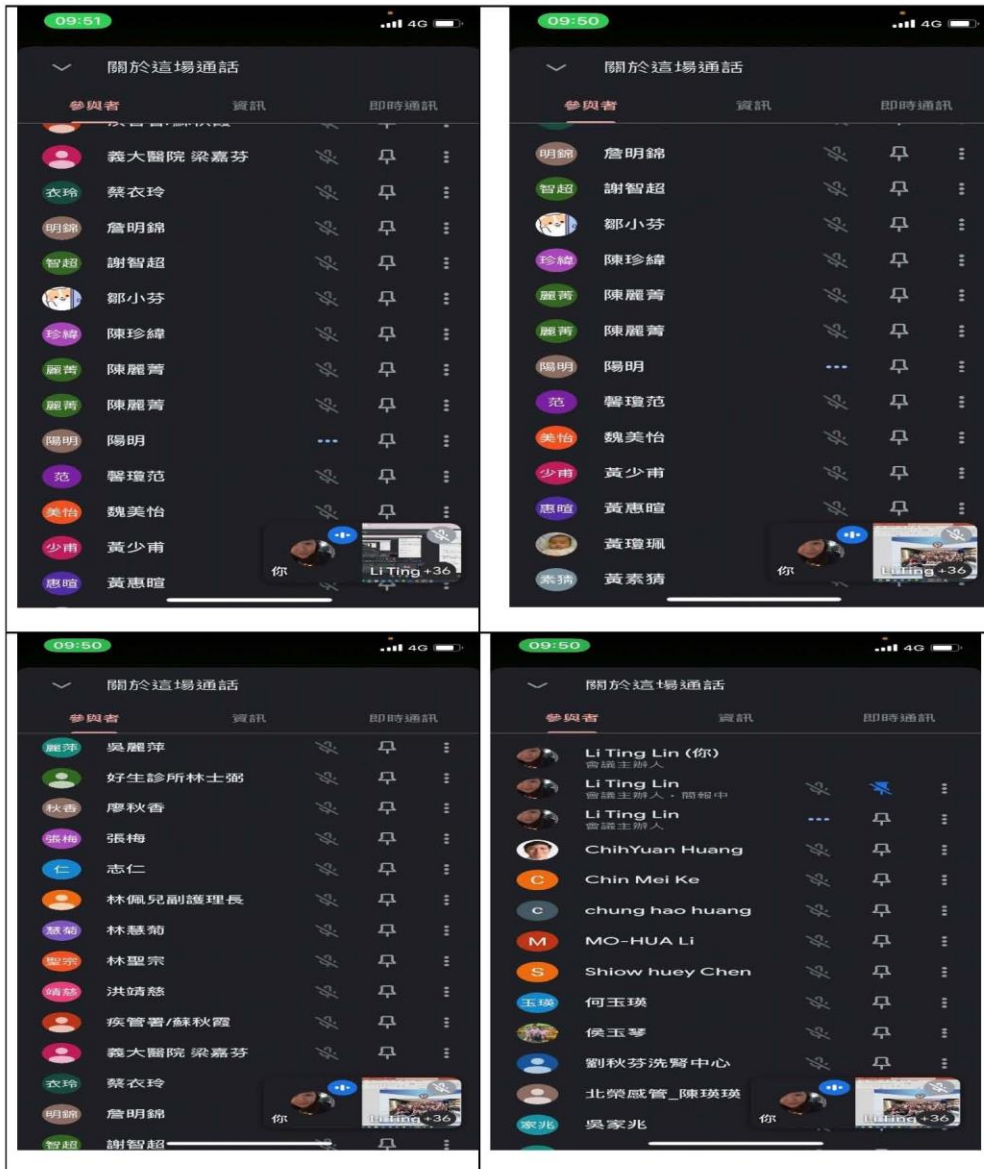 09:51
4G
關於這場通話
參與者 資訊 即時通訊
義大醫院 梁嘉芬
衣玲 蔡衣玲
明錦 詹明錦
智超 謝智超
鄒小芬
珍緯 陳珍緯
麗菁 陳麗菁
麗菁 陳麗菁
陽明 陽明
范 馨瓊范
美怡 魏美怡
少甫 黃少甫
惠暄 黃惠暄
你 Li Ting +36
09:50
4G
關於這場通話
參與者 資訊 即時通訊
明錦 詹明錦
智超 謝智超
鄒小芬
珍緯 陳珍緯
麗菁 陳麗菁
麗菁 陳麗菁
陽明 陽明
范 馨瓊范
美怡 魏美怡
少甫 黃少甫
惠暄 黃惠暄
黃瓊珮
素猜 黃素猜
你 Li Ting +36
09:50
4G
關於這場通話
參與者 資訊 即時通訊
麗萍 吳麗萍
好生診所林士弼
秋香 廖秋香
張梅 張梅
仁 志仁
林佩兒副護理長
慧菊 林慧菊
聖宗 林聖宗
靖慈 洪靖慈
疾管署/蘇秋霞
義大醫院 梁嘉芬
衣玲 蔡衣玲
明錦 詹明錦
智超 謝智超
你 Li Ting +36
09:50
4G
關於這場通話
參與者 資訊 即時通訊
Li Ting Lin (你)
會議主辦人
Li Ting Lin
會議主辦人・簡報中
Li Ting Lin
會議主辦人
ChihYuan Huang
C Chin Mei Ke
c chung hao huang
M MO-HUA Li
S Shiow huey Chen
玉瑛 何玉瑛
侯玉琴
劉秋芬洗腎中心
北榮感管_陳瑛瑛
家兆 吳家兆
你 Li Ting +36